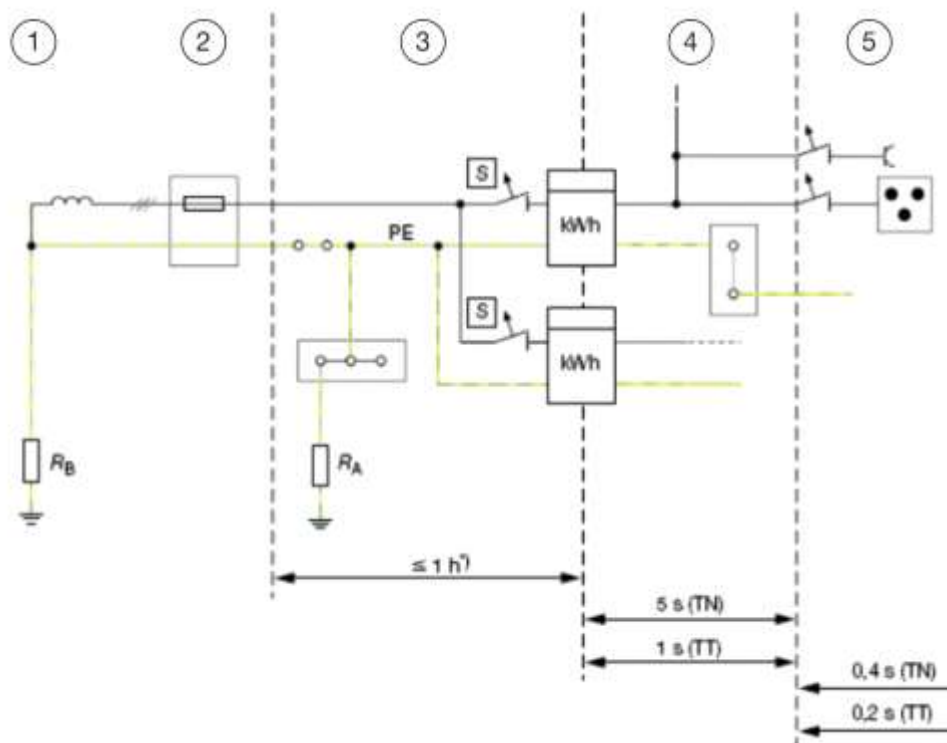 1
2
3
4
5
S
kWh
PE
S
kWh
RB
RA
≤ 1 h*)
5 s (TN)
1 s (TT)
0,4 s (TN)
0,2 s (TT)